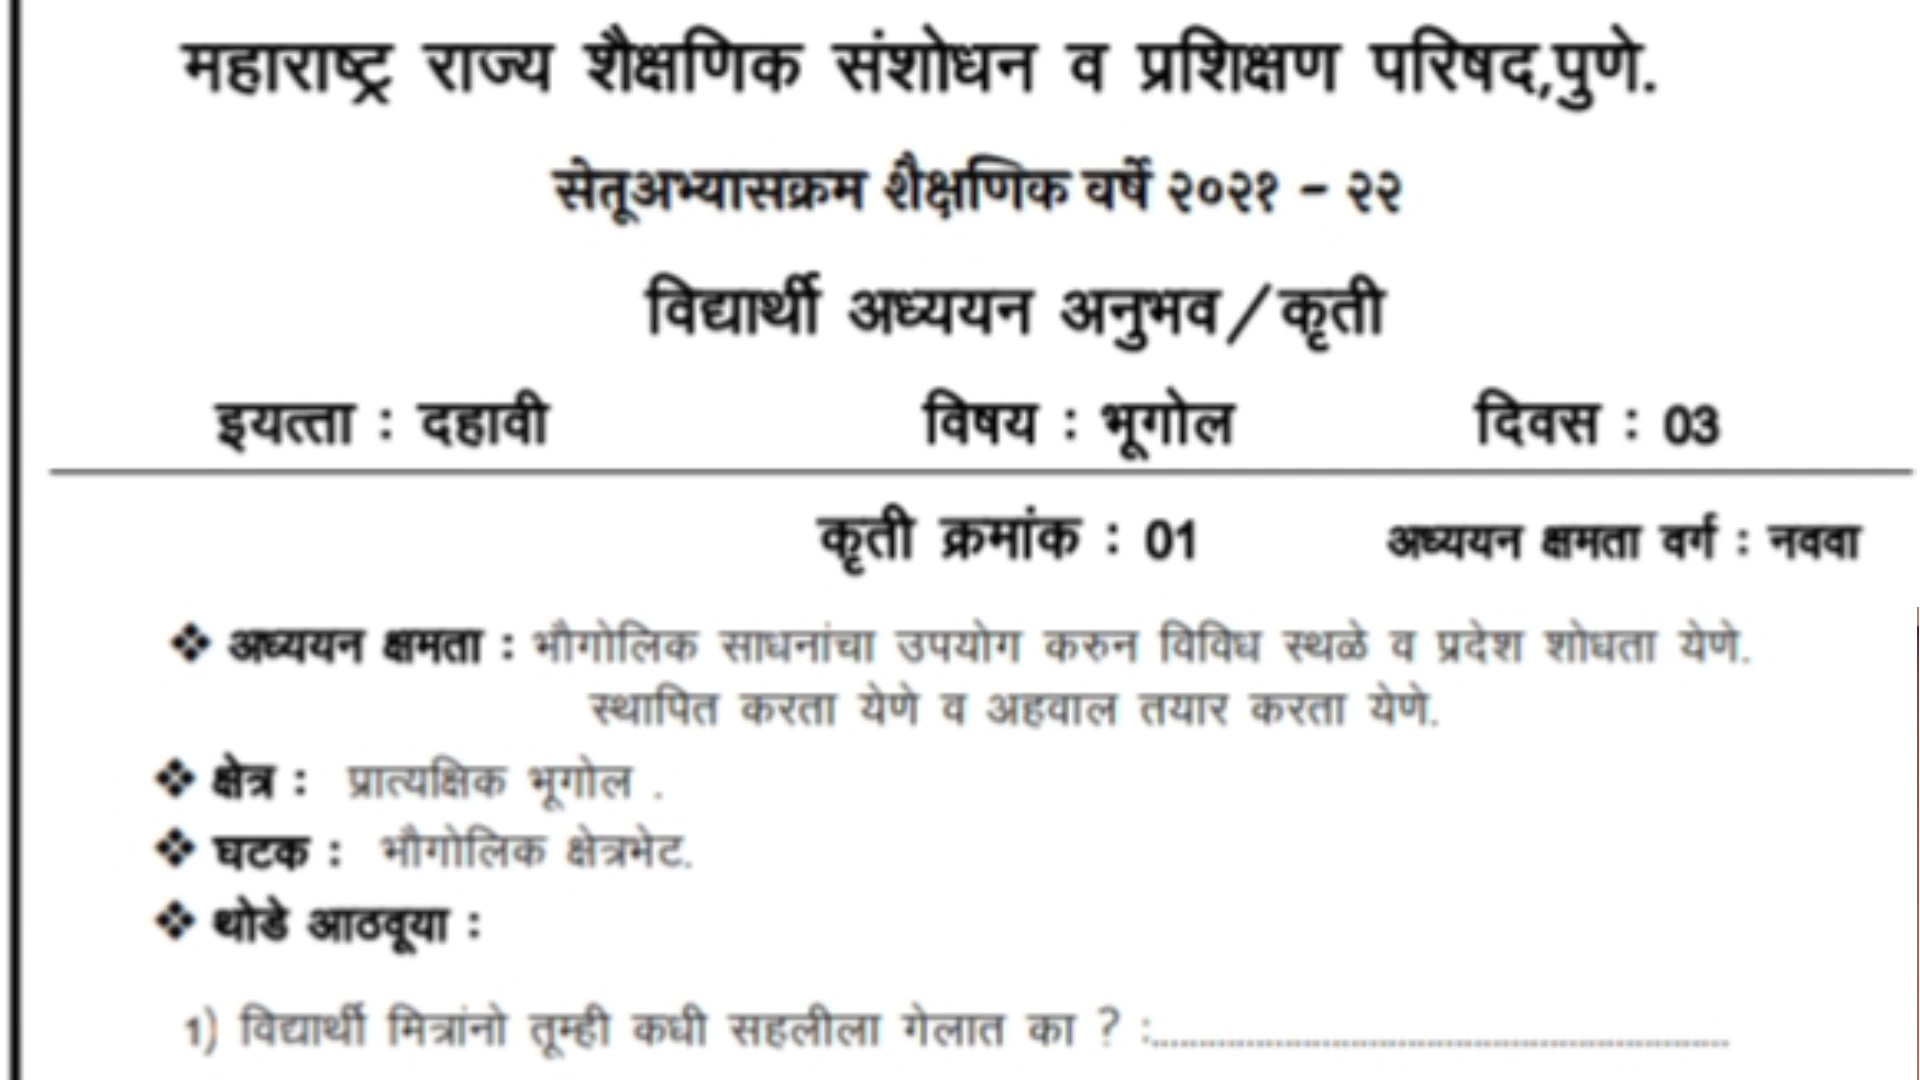 महाराष्ट्र राज्य शैक्षणिक संशोधन व प्रशिक्षण परिषद,पुणे.
सेतूअभ्यासक्रम शैक्षणिक वर्षे २०२१ - २२
विद्यार्थी अध्ययन अनुभव/कृती
इयत्ता : दहावी विषय : भूगोल दिवस : 03
कृती क्रमांक : 01 अध्ययन क्षमता वर्ग : नववा
❖ अध्ययन क्षमता : भौगोलिक साधनांचा उपयोग करुन विविध स्थळे व प्रदेश शोधता येणे.
स्थापित करता येणे व अहवाल तयार करता येणे.
❖ क्षेत्र : प्रात्यक्षिक भूगोल .
❖ घटक : भौगोलिक क्षेत्रभेट.
❖ थोडे आठवूया :
1) विद्यार्थी मित्रांनो तूम्ही कधी सहलीला गेलात का ? :..............................................................